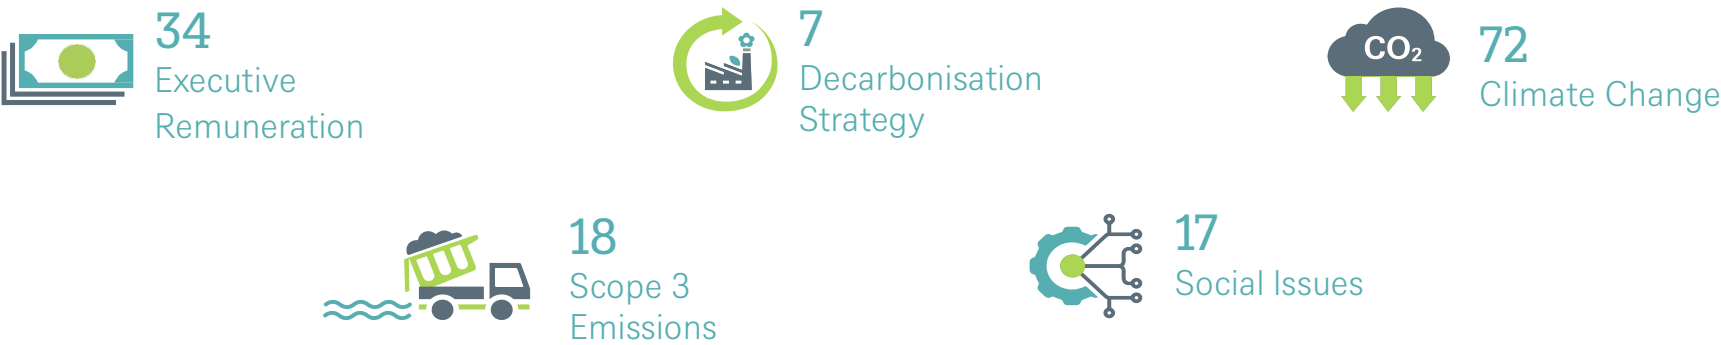 34
Executive
Remuneration
7
Decarbonisation
Strategy
CO₂
72
Climate Change
18
Scope 3
Emissions
17
Social Issues